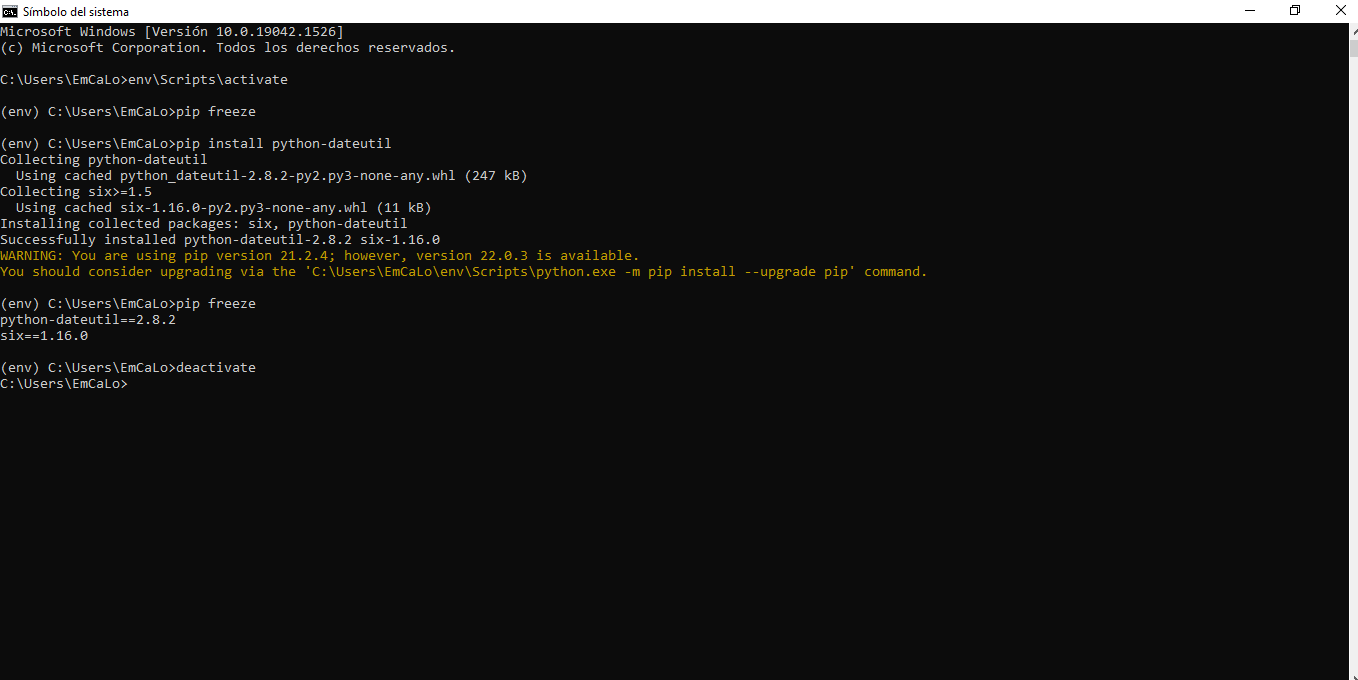 Símbolo del sistema
Microsoft Windows [Versión 10.0.19042.1526]
(c) Microsoft Corporation. Todos los derechos reservados.
C:\Users\EmCaLo>env\Scripts\activate
(env) C:\Users\EmCaLo>pip freeze
(env) C:\Users\EmCaLo>pip install python-dateutil
Collecting python-dateutil
  Using cached python_dateutil-2.8.2-py2.py3-none-any.whl (247 kB)
Collecting six>=1.5
  Using cached six-1.16.0-py2.py3-none-any.whl (11 kB)
Installing collected packages: six, python-dateutil
Successfully installed python-dateutil-2.8.2 six-1.16.0
WARNING: You are using pip version 21.2.4; however, version 22.0.3 is available.
You should consider upgrading via the 'C:\Users\EmCaLo\env\Scripts\python.exe -m pip install --upgrade pip' command.
(env) C:\Users\EmCaLo>pip freeze
python-dateutil==2.8.2
six==1.16.0
(env) C:\Users\EmCaLo>deactivate
C:\Users\EmCaLo>